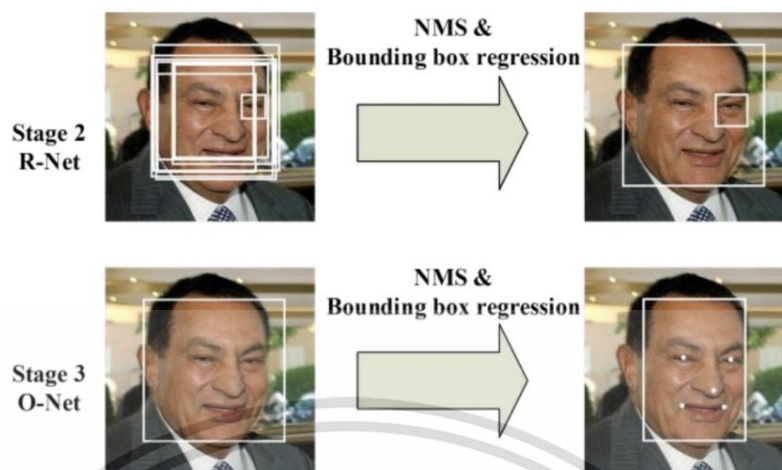 NMS &
Bounding box regression
Stage 2
R-Net
NMS &
Bounding box regression
Stage 3
O-Net